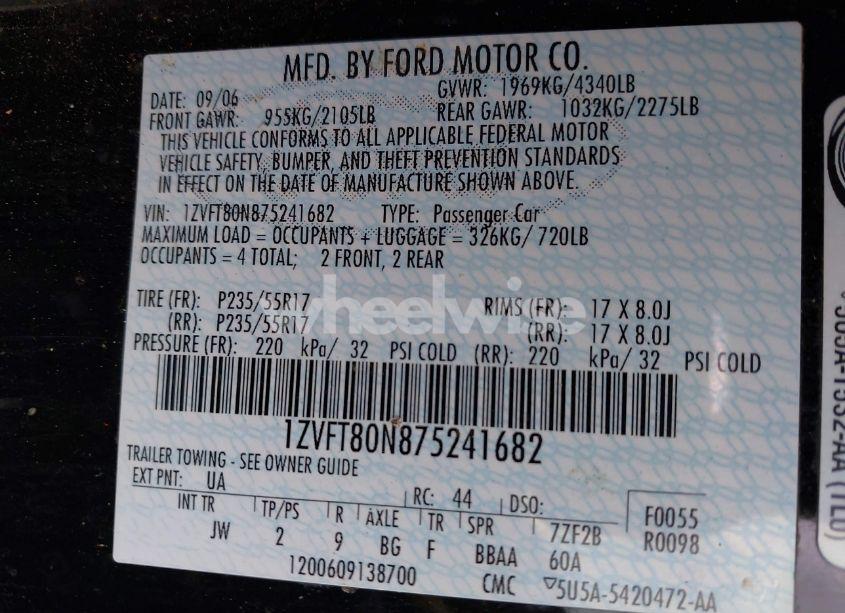 MFD. BY FORD MOTOR CO.
DATE: 09/06 GVWR: 1969KG/4340LB
FRONT GAWR: 955KG/2105LB REAR GAWR: 1032KG/2275LB
THIS VEHICLE CONFORMS TO ALL APPLICABLE FEDERAL MOTOR
VEHICLE SAFETY, BUMPER, AND THEFT PREVENTION STANDARDS
IN EFFECT ON THE DATE OF MANUFACTURE SHOWN ABOVE.
VIN: 1ZVFT80N875241682 TYPE: Passenger Car
MAXIMUM LOAD = OCCUPANTS + LUGGAGE = 326KG/ 720LB
OCCUPANTS = 4 TOTAL; 2 FRONT, 2 REAR
TIRE (FR): P235/55R17 RIMS (FR): 17 X 8.0J
(RR): P235/55R17 (RR): 17 X 8.0J
wheelwire
PRESSURE (FR): 220 kPa/ 32 PSI COLD (RR): 220 kPa/ 32 PSI COLD
1ZVFT80N875241682
TRAILER TOWING - SEE OWNER GUIDE
EXT PNT: UA RC: 44 DSO: F0055
INT TR TP/PS R AXLE TR SPR 7ZF2B R0098
JW 2 9 BG F BBAA 60A
1200609138700 CMC 5U5A-5420472-AA